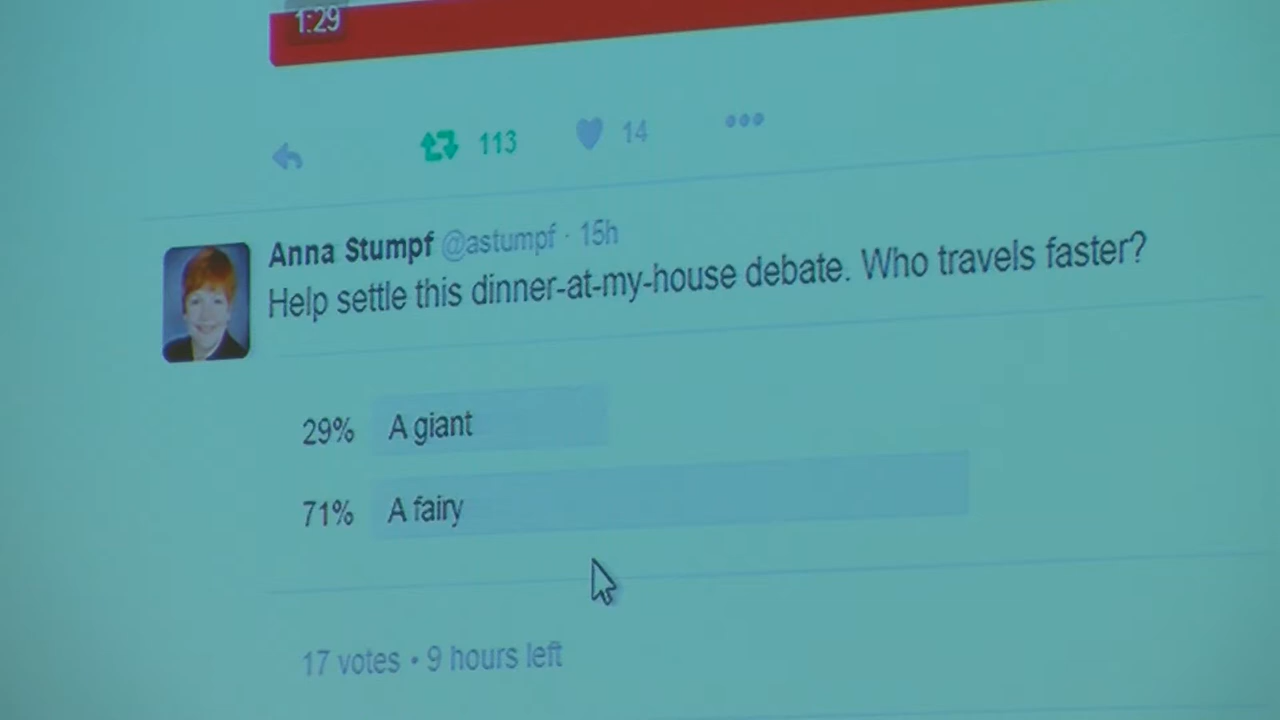 1:29
113 14
Anna Stumpf @astumpf · 15h
Help settle this dinner-at-my-house debate. Who travels faster?
29% A giant
71% A fairy
17 votes • 9 hours left